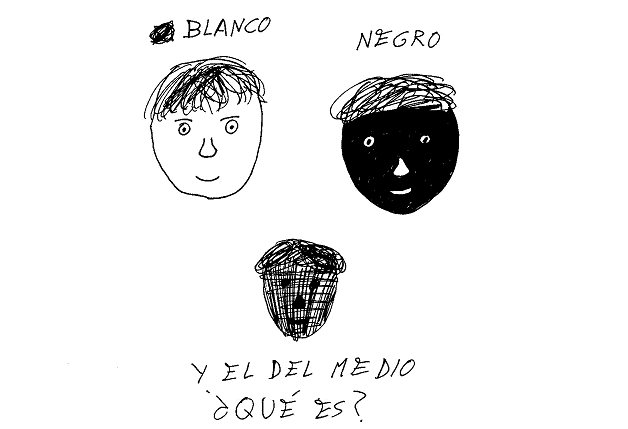 BLANCO
NEGRO
Y EL DEL MEDIO
¿QUÉ ES?